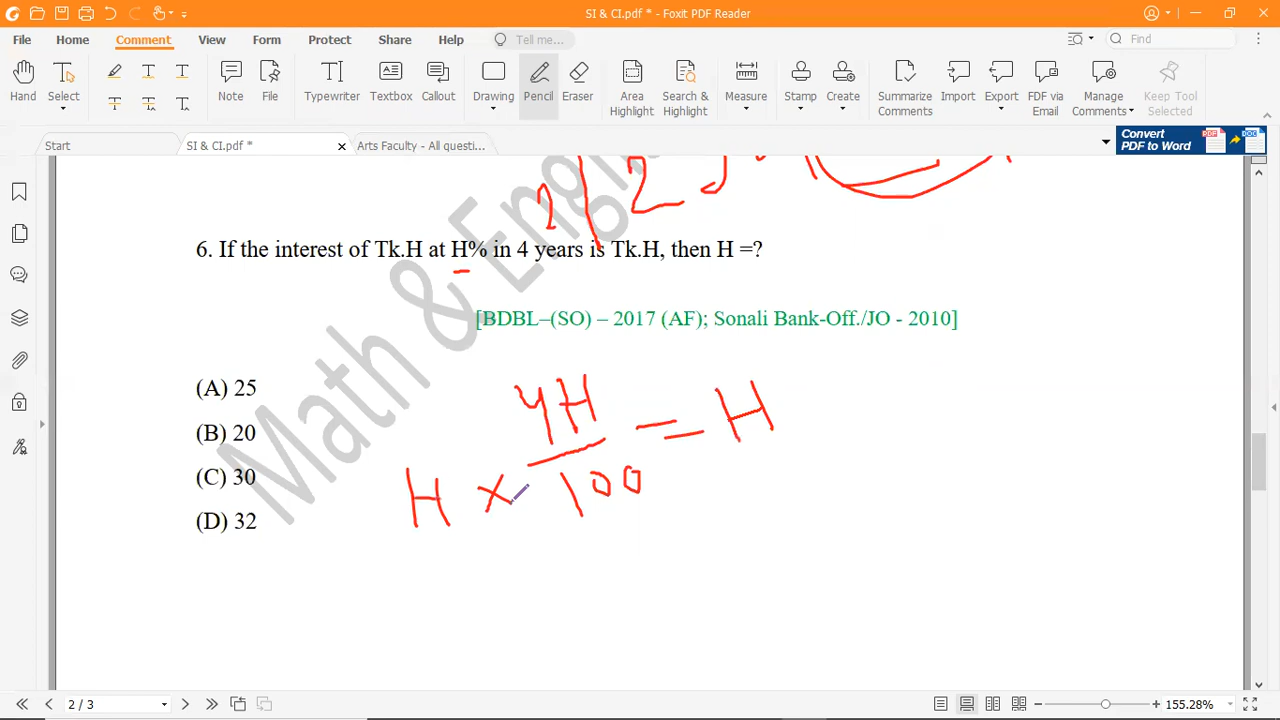 SI & CI.pdf * - Foxit PDF Reader
File Home Comment View Form Protect Share Help Tell me... Find
Hand Select Note File Typewriter Textbox Callout Drawing Pencil Eraser Area Highlight Search & Highlight Measure Stamp Create Summarize Comments Import Export FDF via Email Manage Comments Keep Tool Selected
Start SI & CI.pdf * Arts Faculty - All questi... Convert PDF to Word
Math & Engl
6. If the interest of Tk.H at H% in 4 years is Tk.H, then H =?
[BDBL–(SO) – 2017 (AF); Sonali Bank-Off./JO - 2010]
(A) 25
(B) 20
(C) 30
(D) 32
4H = H
H × 100
2 / 3 155.28%